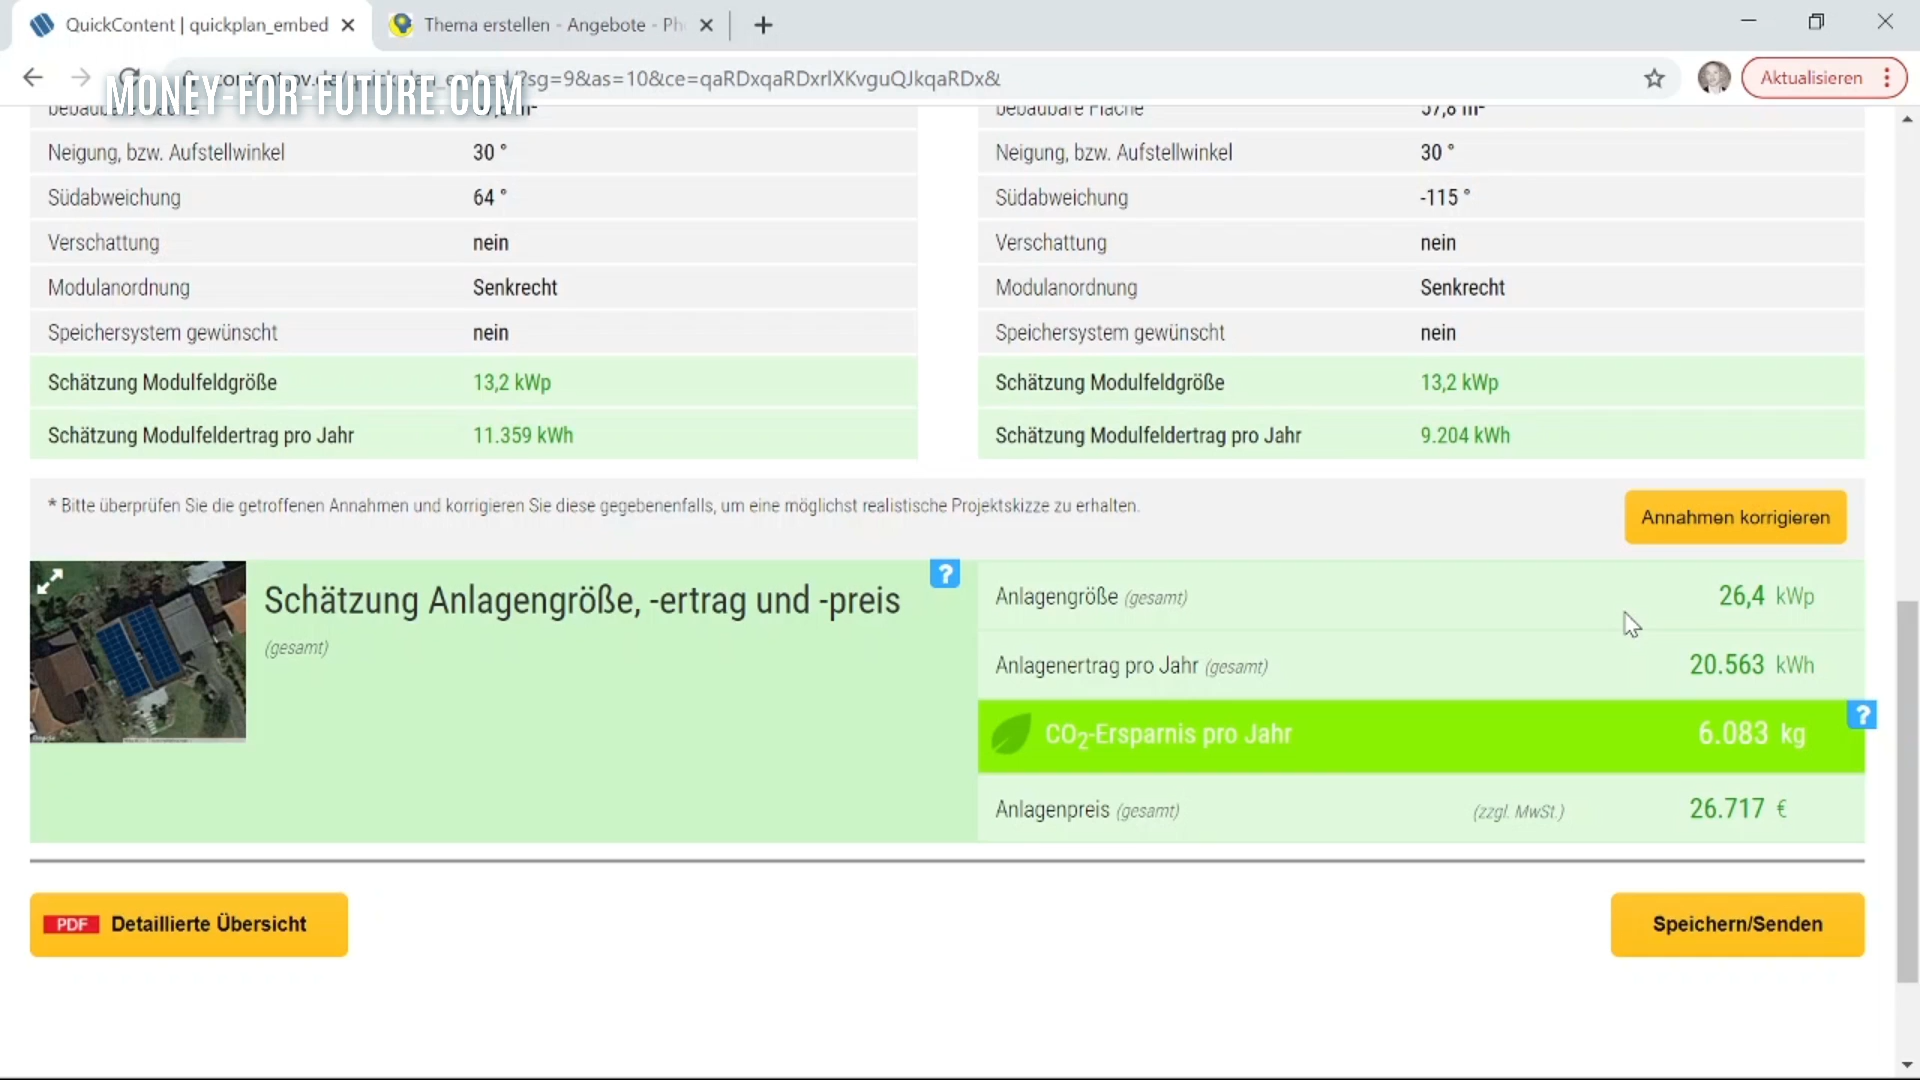 QuickContent | quickplan_embed
Thema erstellen - Angebote - Ph
MONEY-FOR-FUTURE.COM
?sg=9&as=10&ce=qaRDxqaRDxrlXKvguQJkqaRDx&
Aktualisieren
bebaubare Fläche 57,8 m²
Neigung, bzw. Aufstellwinkel 30 °
Neigung, bzw. Aufstellwinkel 30 °
Südabweichung 64 °
Südabweichung -115 °
Verschattung nein
Verschattung nein
Modulanordnung Senkrecht
Modulanordnung Senkrecht
Speichersystem gewünscht nein
Speichersystem gewünscht nein
Schätzung Modulfeldgröße 13,2 kWp
Schätzung Modulfeldgröße 13,2 kWp
Schätzung Modulfeldertrag pro Jahr 11.359 kWh
Schätzung Modulfeldertrag pro Jahr 9.204 kWh
* Bitte überprüfen Sie die getroffenen Annahmen und korrigieren Sie diese gegebenenfalls, um eine möglichst realistische Projektskizze zu erhalten.
Annahmen korrigieren
Schätzung Anlagengröße, -ertrag und -preis
(gesamt)
?
Anlagengröße (gesamt) 26,4 kWp
Anlagenertrag pro Jahr (gesamt) 20.563 kWh
CO₂-Ersparnis pro Jahr 6.083 kg
?
Anlagenpreis (gesamt) (zzgl. MwSt.) 26.717 €
PDF Detaillierte Übersicht
Speichern/Senden